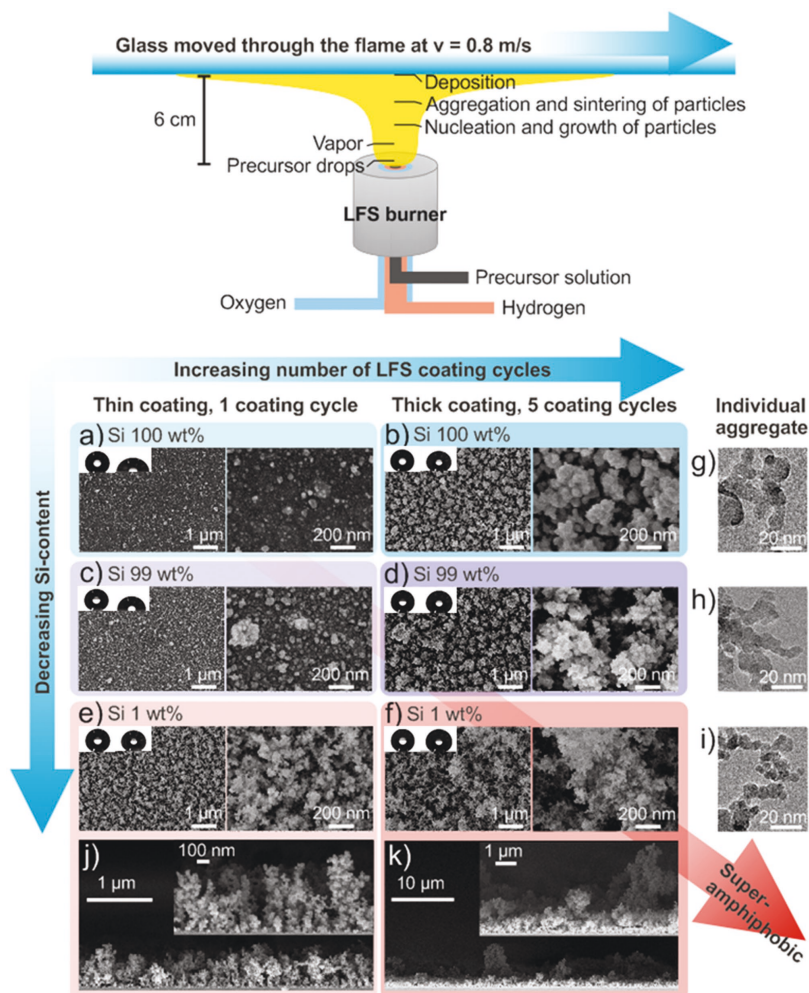 Glass moved through the flame at v = 0.8 m/s
Deposition
6 cm
Aggregation and sintering of particles
Nucleation and growth of particles
Vapor
Precursor drops
LFS burner
Precursor solution
Oxygen
Hydrogen
Increasing number of LFS coating cycles
Decreasing Si-content
Thin coating, 1 coating cycle
Thick coating, 5 coating cycles
Individual
aggregate
a) Si 100 wt%
1 µm
200 nm
b) Si 100 wt%
1 µm
200 nm
g)
20 nm
c) Si 99 wt%
1 µm
200 nm
d) Si 99 wt%
1 µm
200 nm
h)
20 nm
e) Si 1 wt%
1 µm
200 nm
f) Si 1 wt%
1 µm
200 nm
i)
20 nm
j)
100 nm
1 µm
k)
1 µm
10 µm
Super-
amphiphobic